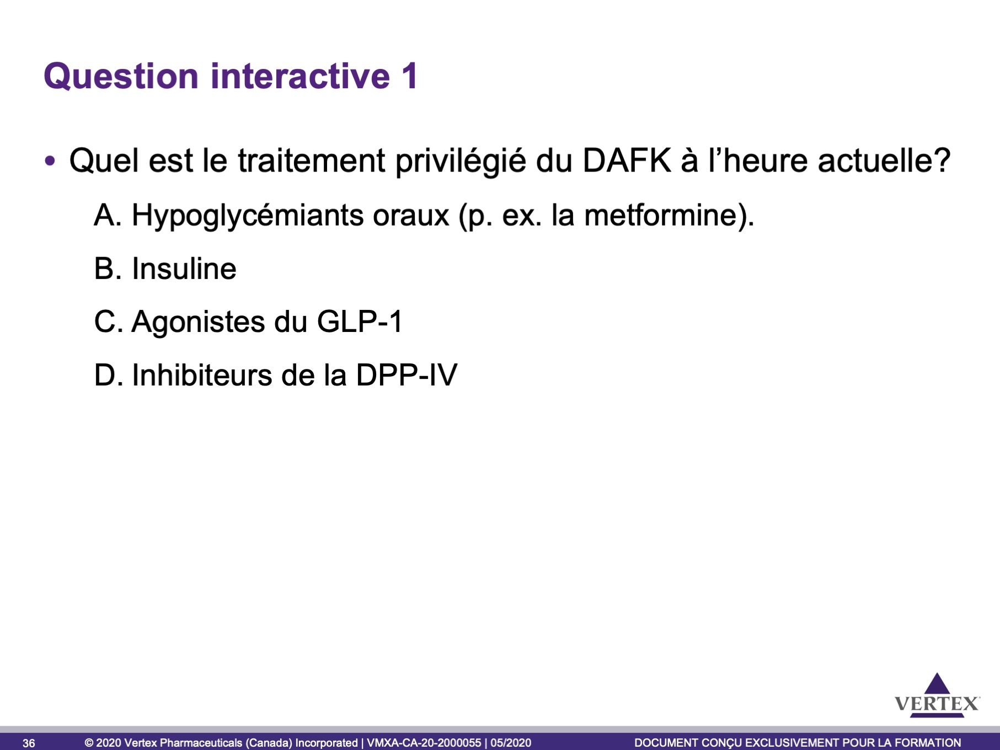 Question interactive 1
• Quel est le traitement privilégié du DAFK à l’heure actuelle?
A. Hypoglycémiants oraux (p. ex. la metformine).
B. Insuline
C. Agonistes du GLP-1
D. Inhibiteurs de la DPP-IV
VERTEX
36 © 2020 Vertex Pharmaceuticals (Canada) Incorporated | VMXA-CA-20-2000055 | 05/2020 DOCUMENT CONÇU EXCLUSIVEMENT POUR LA FORMATION